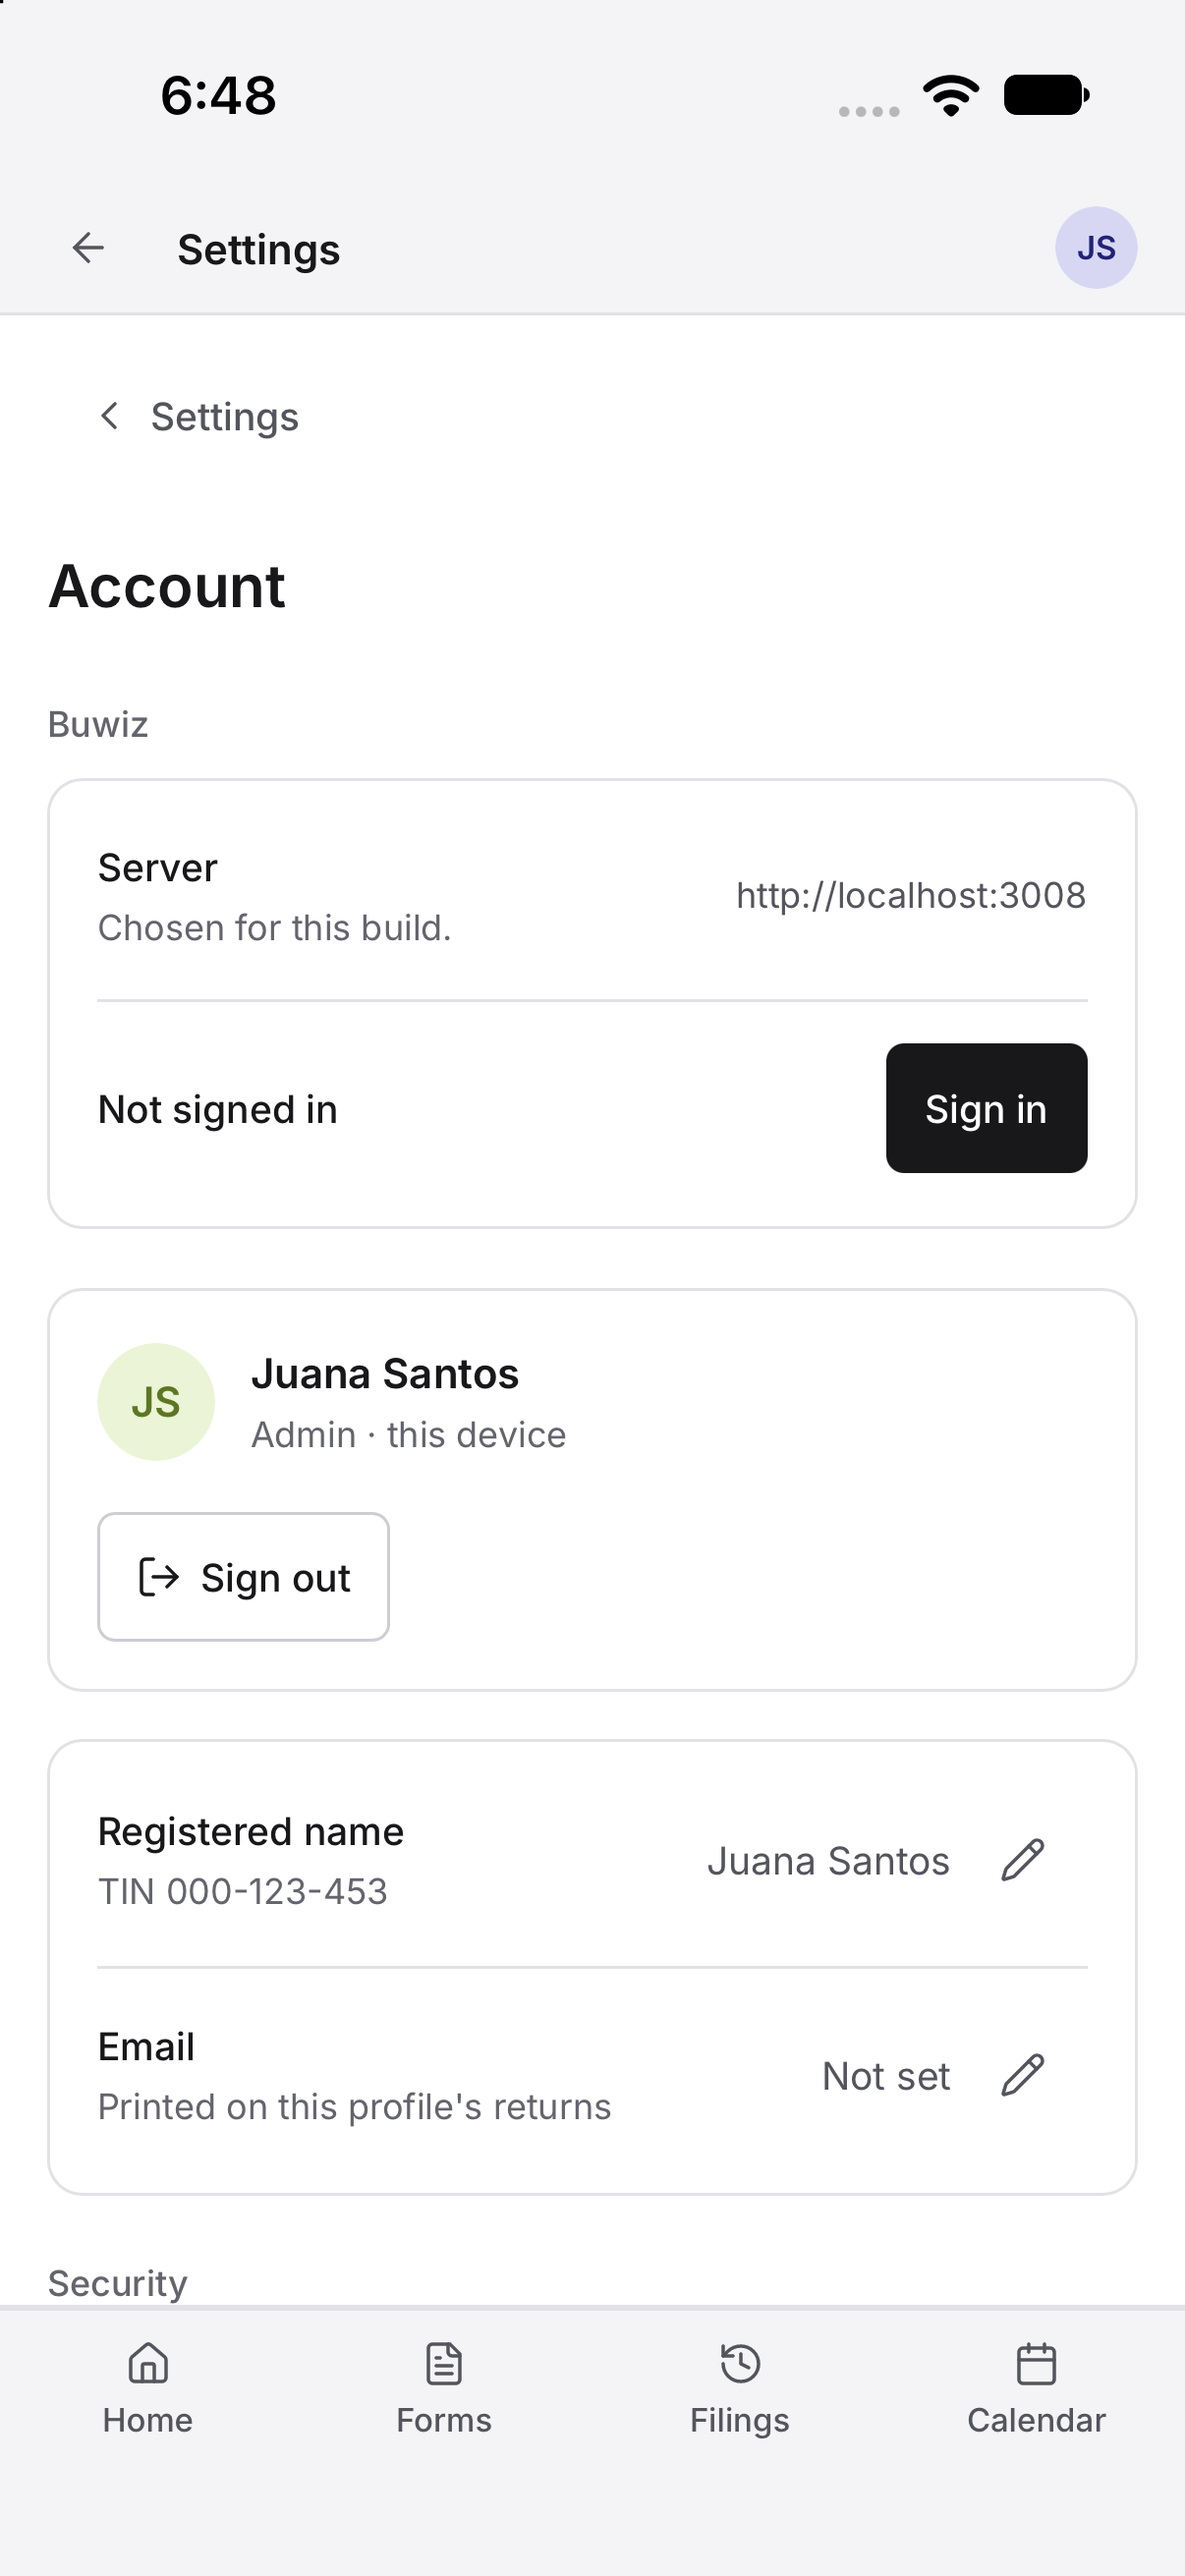 6:48
Settings
JS
Settings
Account
Buwiz
Server
Chosen for this build.
http://localhost:3008
Not signed in
Sign in
JS
Juana Santos
Admin · this device
Sign out
Registered name
TIN 000-123-453
Juana Santos
Email
Printed on this profile's returns
Not set
Security
Home
Forms
Filings
Calendar